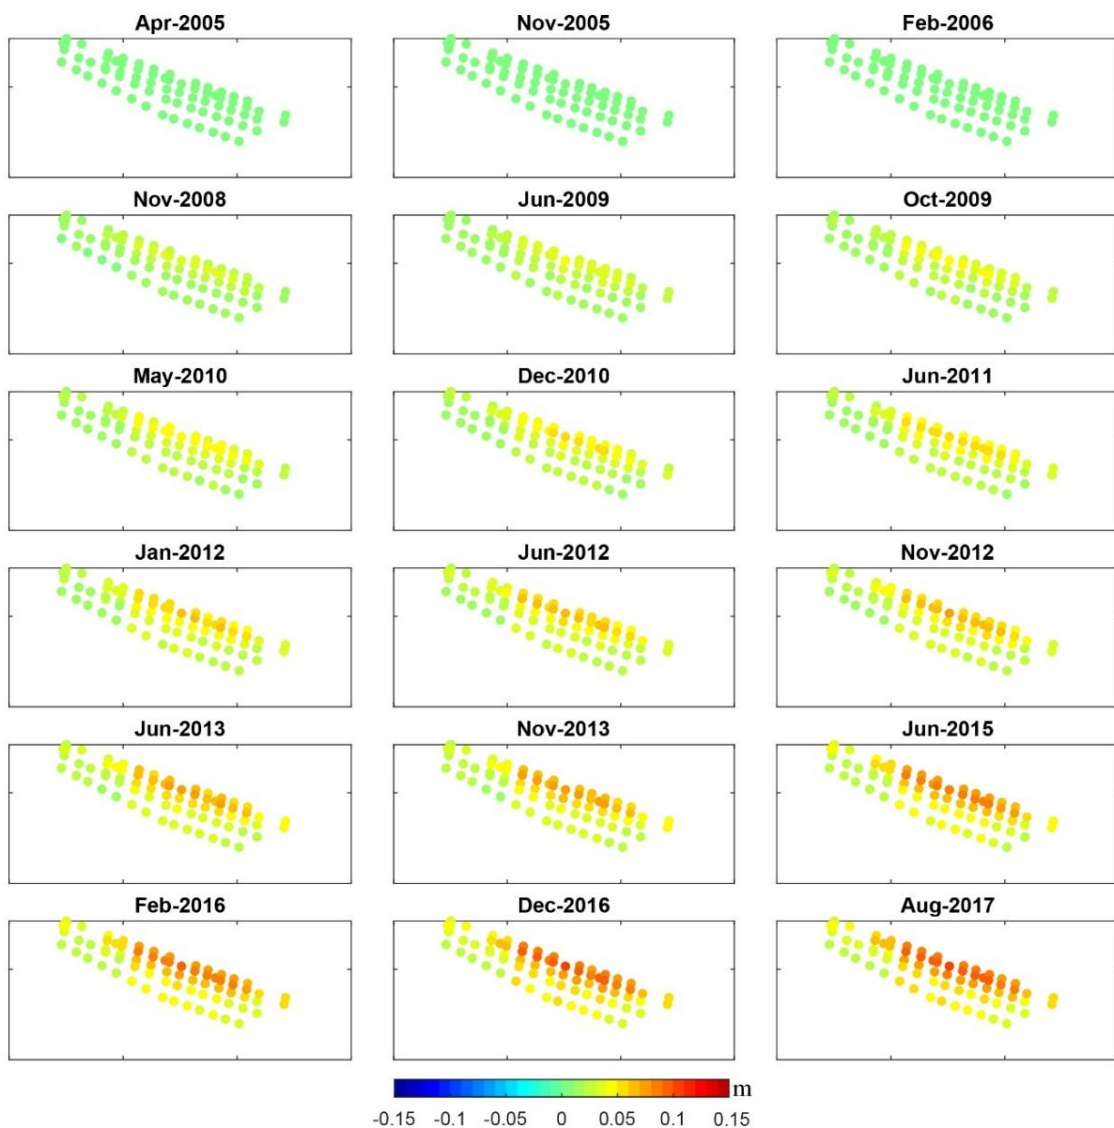 Apr-2005 Nov-2005 Feb-2006
Nov-2008 Jun-2009 Oct-2009
May-2010 Dec-2010 Jun-2011
Jan-2012 Jun-2012 Nov-2012
Jun-2013 Nov-2013 Jun-2015
Feb-2016 Dec-2016 Aug-2017
m
-0.15 -0.1 -0.05 0 0.05 0.1 0.15